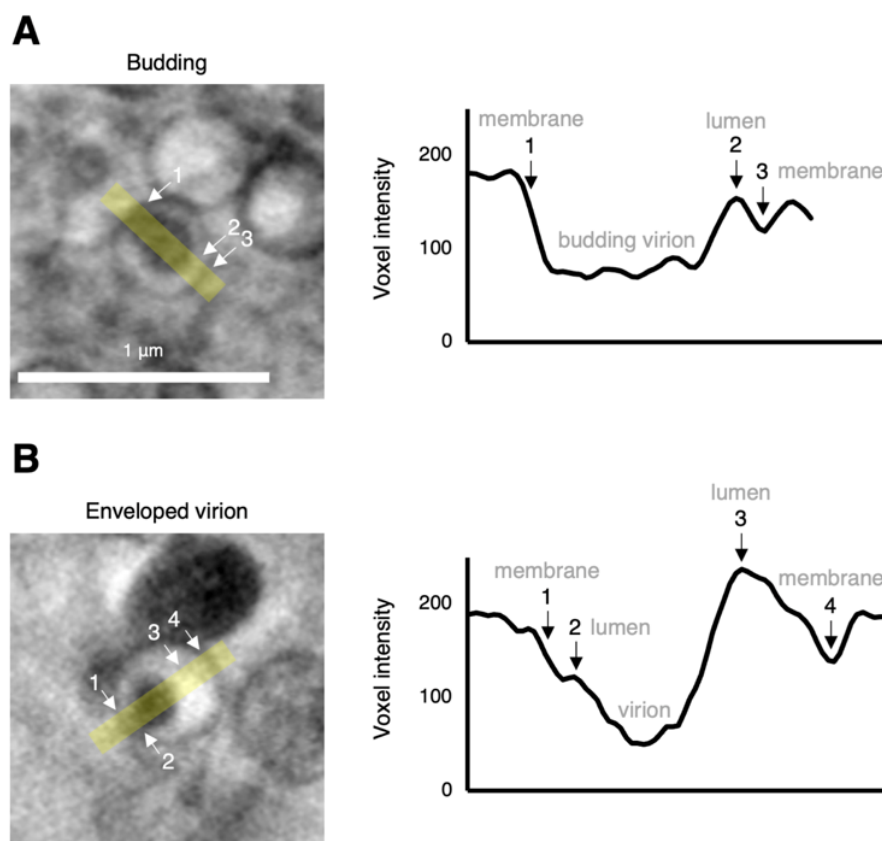 A
Budding
1
2
3
1 µm
Voxel intensity
200
100
0
membrane
1
budding virion
lumen
2
3
membrane
B
Enveloped virion
1
2
3
4
Voxel intensity
200
100
0
membrane
1
2
lumen
virion
lumen
3
membrane
4